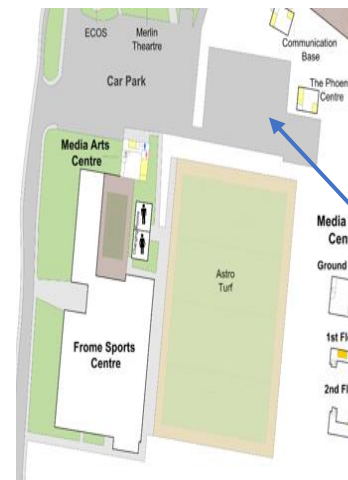 ECOS
Merlin
Theartre
Communication
Base
Car Park
The Phoen
Centre
Media Arts
Centre
Media
Cen
Ground
Astro
Turf
1st Fl
Frome Sports
Centre
2nd Fl